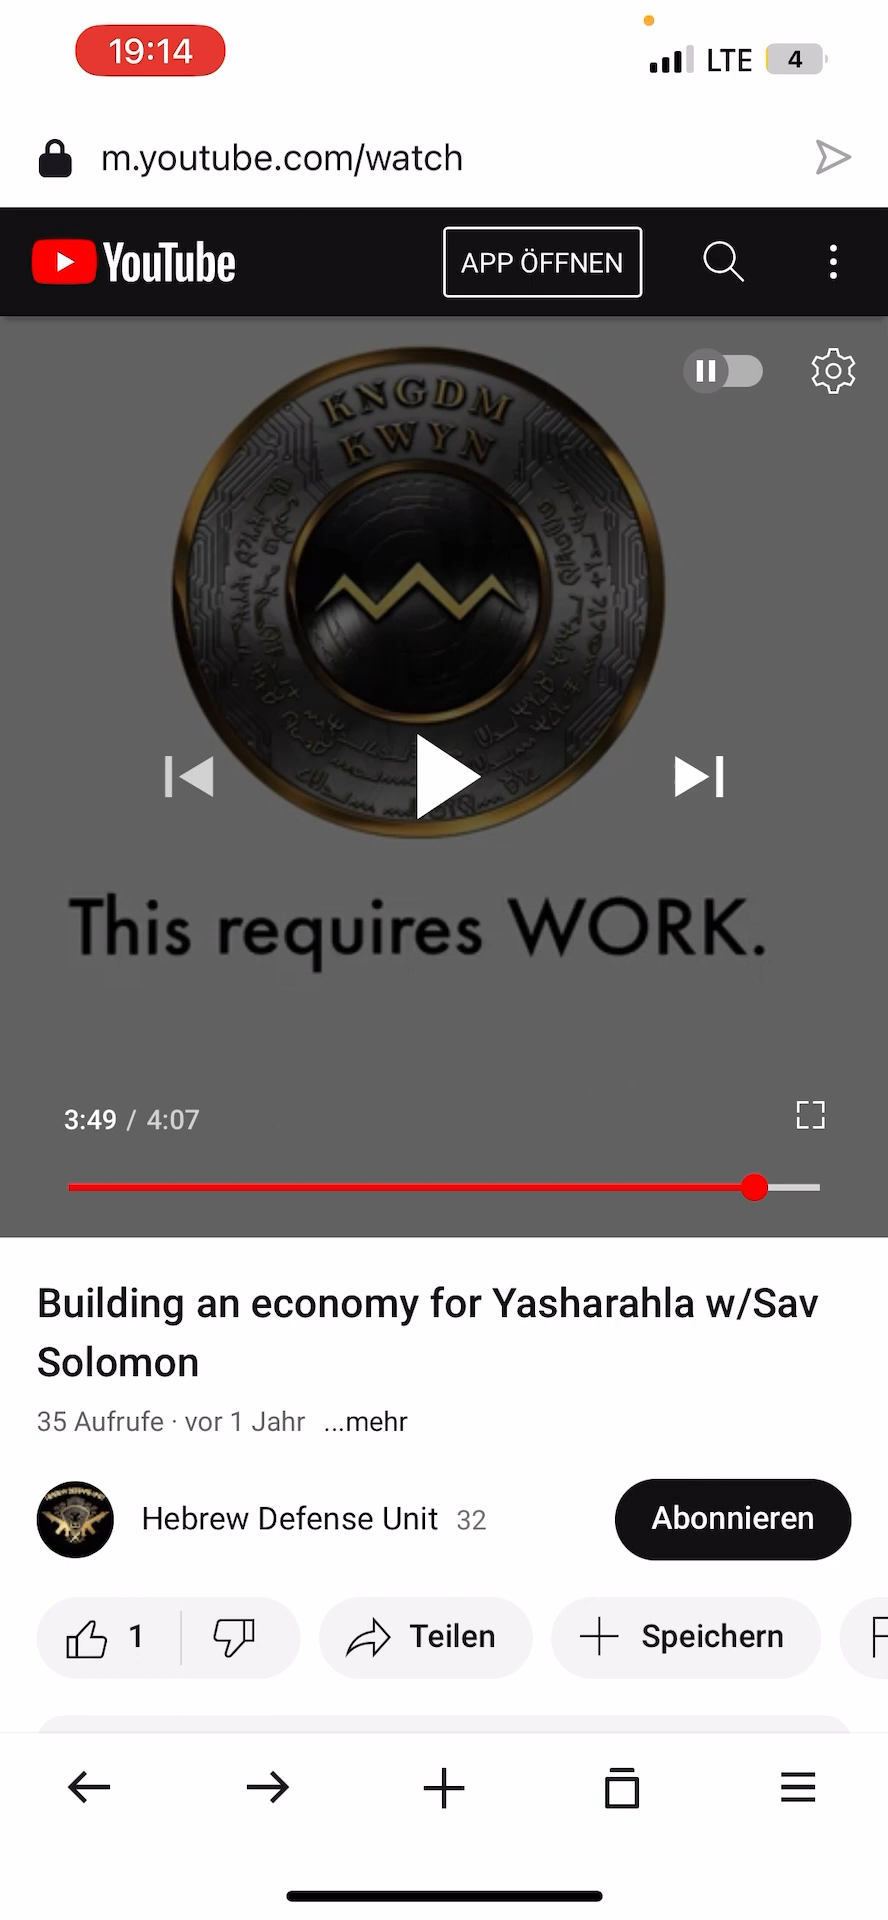 19:14
LTE 4
m.youtube.com/watch
YouTube
APP ÖFFNEN
KNGDM
KWYN
This requires WORK.
3:49 / 4:07
Building an economy for Yasharahla w/Sav
Solomon
35 Aufrufe · vor 1 Jahr ...mehr
Hebrew Defense Unit 32
Abonnieren
1
Teilen
Speichern